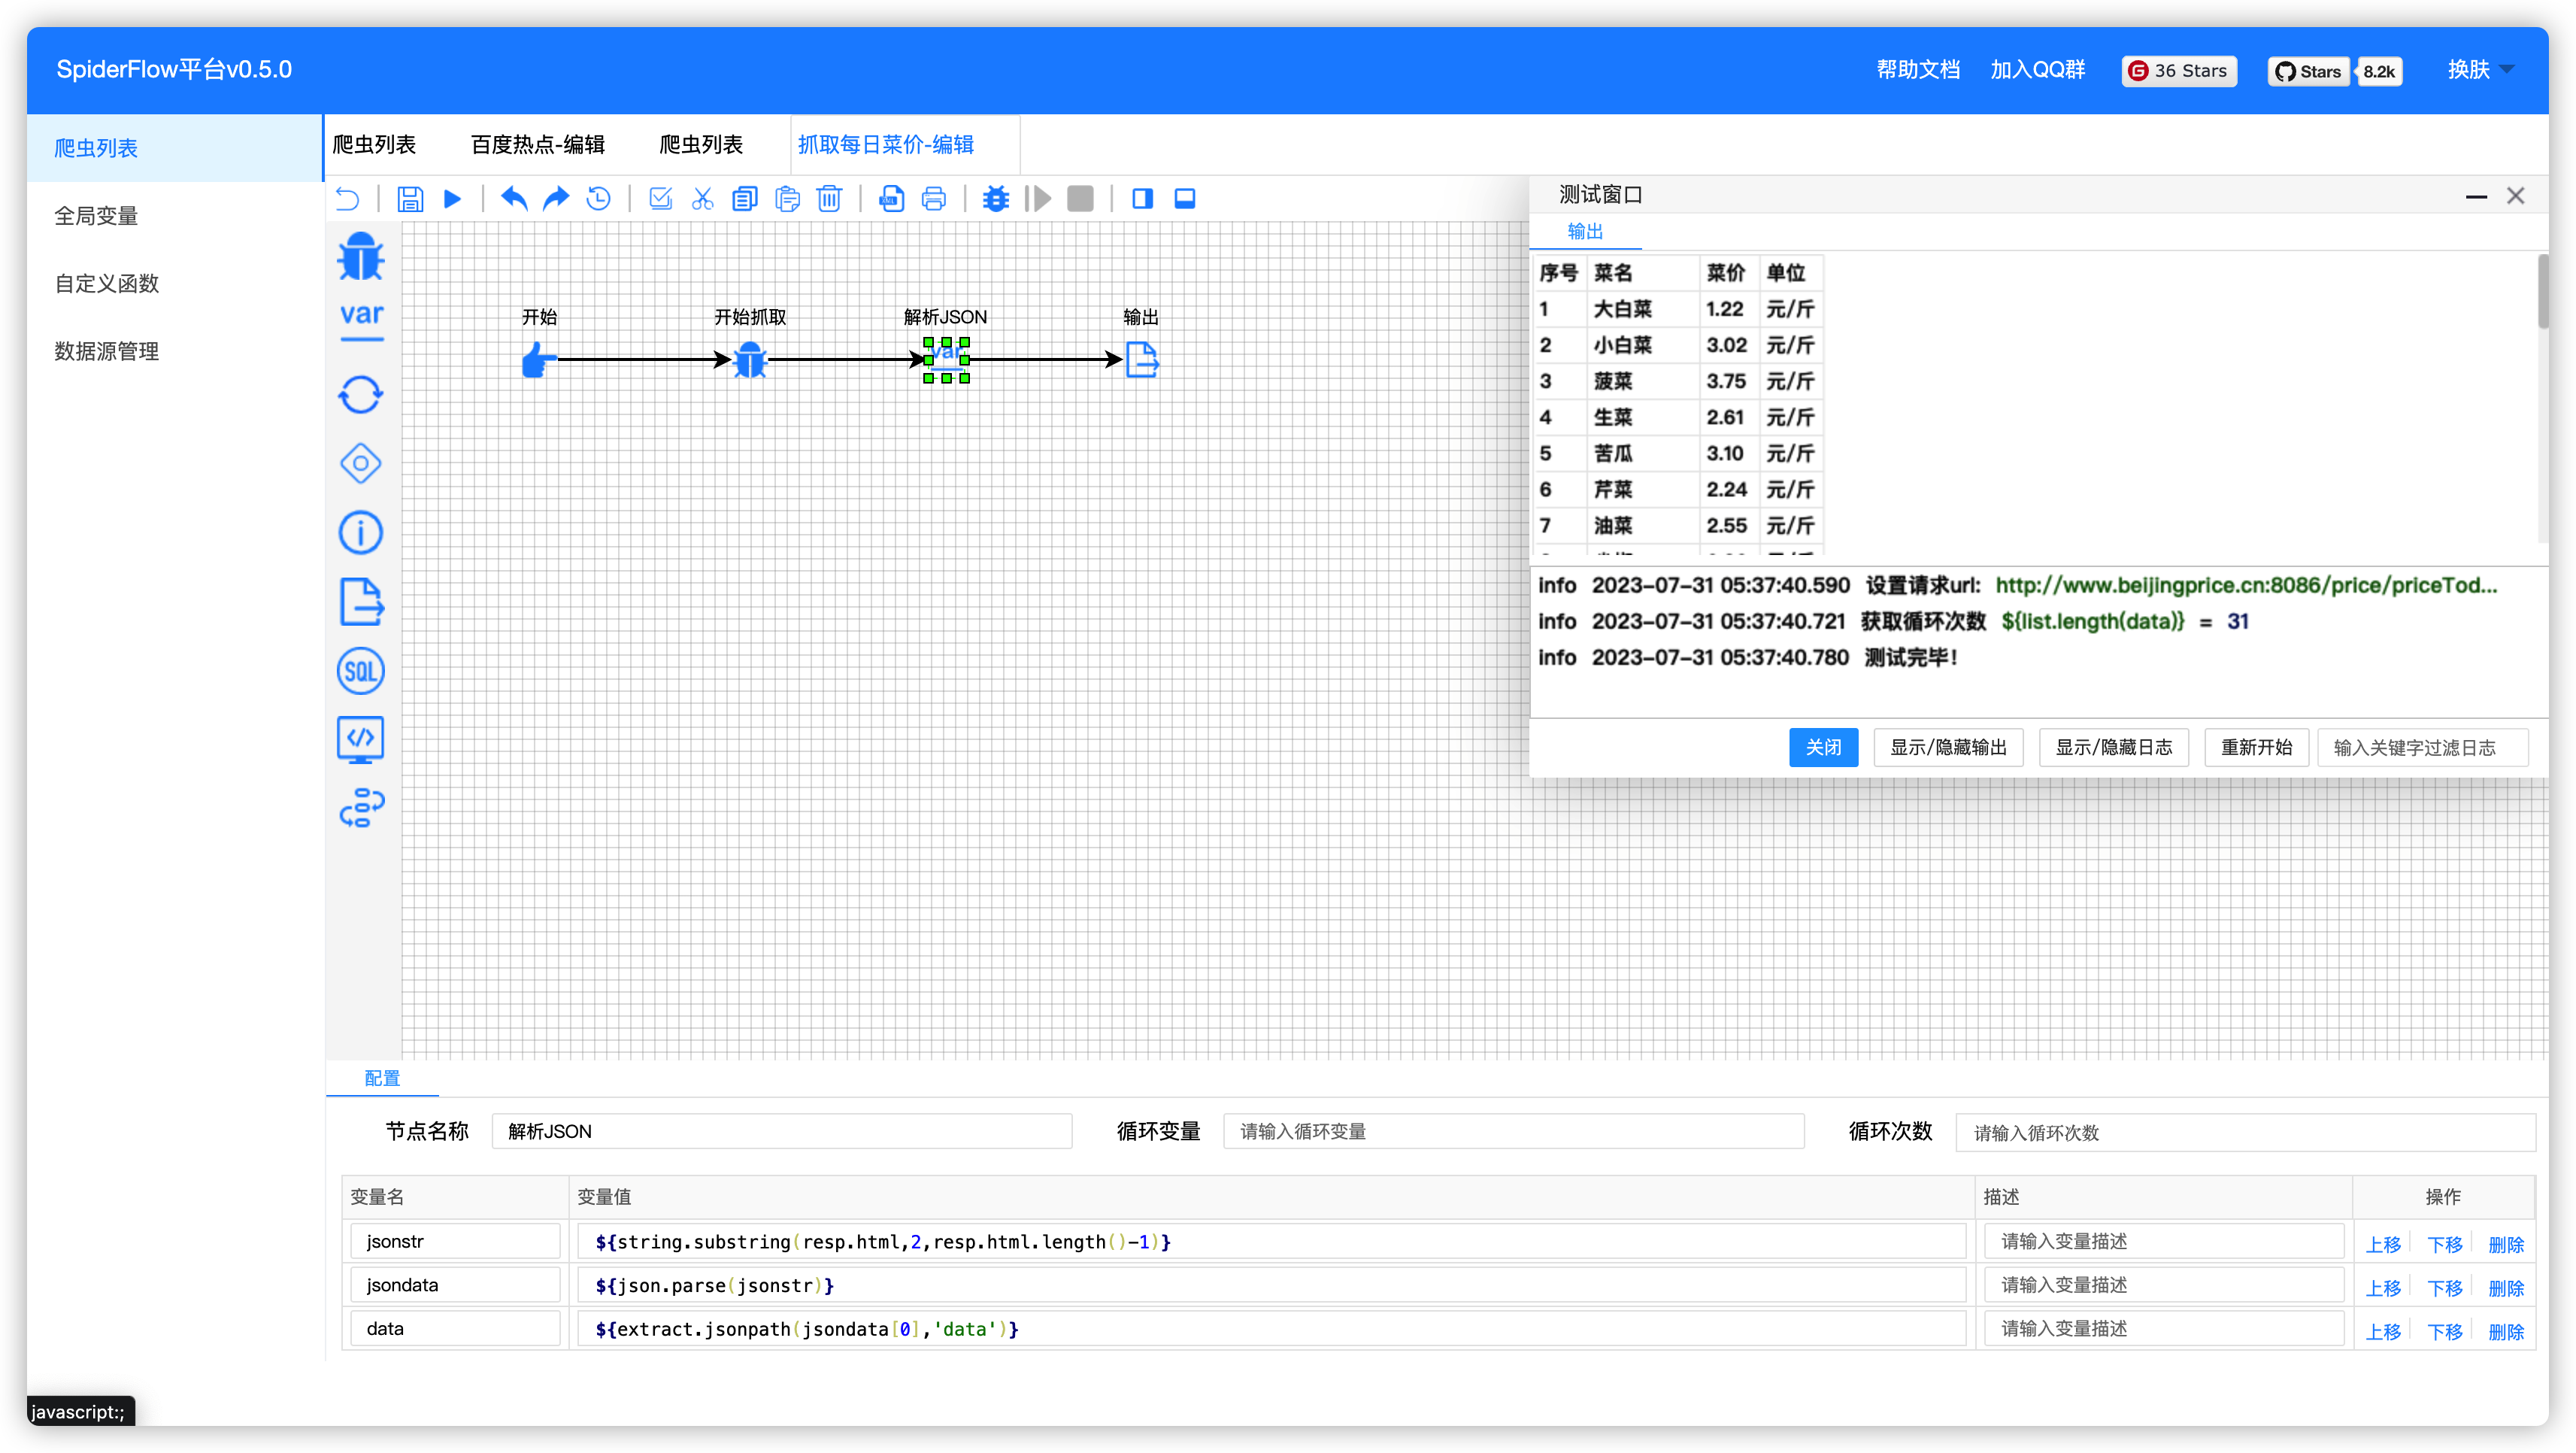 SpiderFlow平台v0.5.0
帮助文档 加入QQ群 36 Stars Stars 8.2k 换肤
爬虫列表
全局变量
自定义函数
数据源管理
爬虫列表 百度热点-编辑 爬虫列表 抓取每日菜价-编辑
XML
var
SQL
开始 开始抓取 解析JSON 输出
var
测试窗口
输出
序号 菜名 菜价 单位
1 大白菜 1.22 元/斤
2 小白菜 3.02 元/斤
3 菠菜 3.75 元/斤
4 生菜 2.61 元/斤
5 苦瓜 3.10 元/斤
6 芹菜 2.24 元/斤
7 油菜 2.55 元/斤
info 2023-07-31 05:37:40.590 设置请求url: http://www.beijingprice.cn:8086/price/priceTod...
info 2023-07-31 05:37:40.721 获取循环次数 ${list.length(data)} = 31
info 2023-07-31 05:37:40.780 测试完毕！
关闭 显示/隐藏输出 显示/隐藏日志 重新开始 输入关键字过滤日志
配置
节点名称 解析JSON 循环变量 请输入循环变量 循环次数 请输入循环次数
变量名 变量值 描述 操作
jsonstr ${string.substring(resp.html,2,resp.html.length()-1)} 请输入变量描述 上移 下移 删除
jsondata ${json.parse(jsonstr)} 请输入变量描述 上移 下移 删除
data ${extract.jsonpath(jsondata[0],'data')} 请输入变量描述 上移 下移 删除
javascript:;